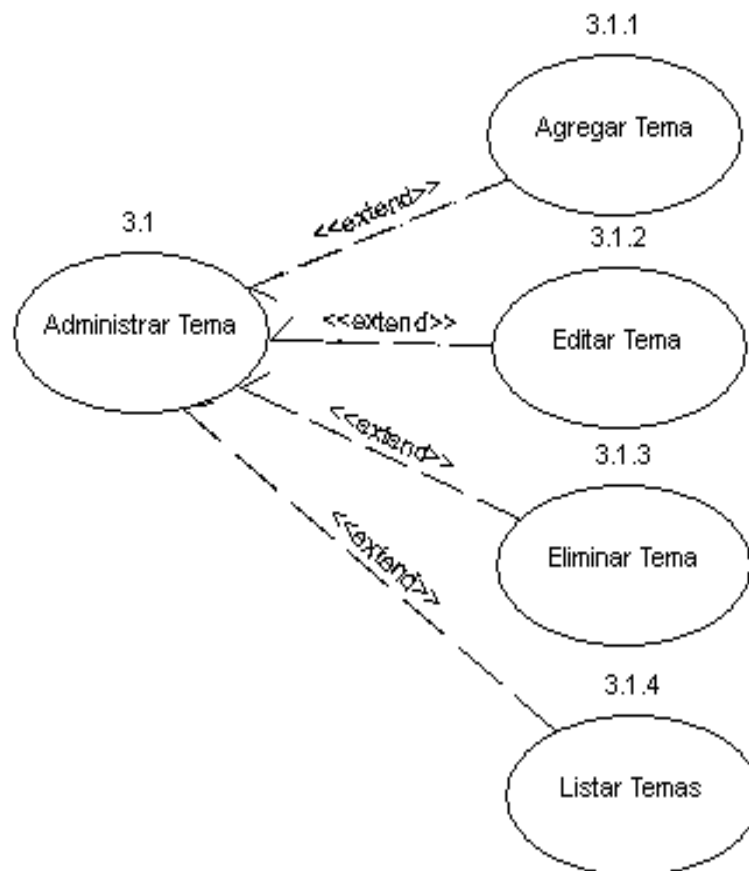 3.1.1
Agregar Tema
<<extend>>
3.1
Administrar Tema
3.1.2
Editar Tema
<<extend>>
3.1.3
Eliminar Tema
<<extend>>
3.1.4
Listar Temas
<<extend>>